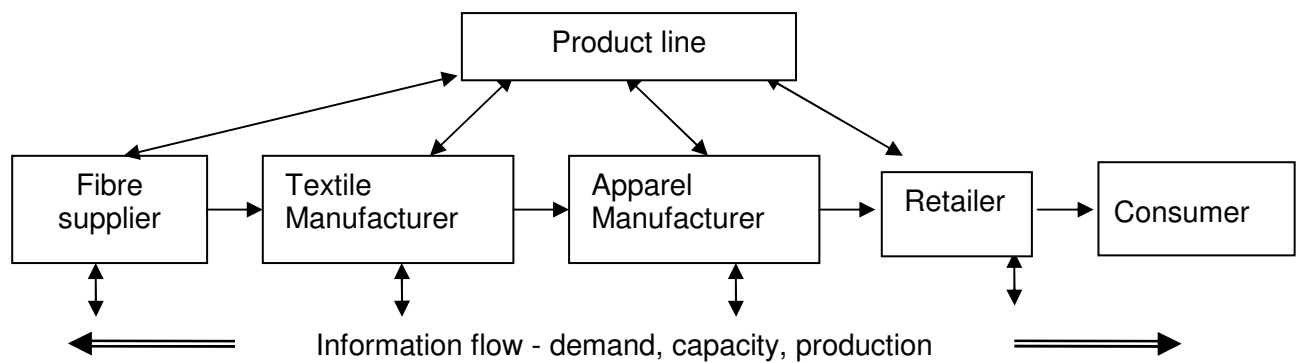 Product line
Fibre
supplier
Textile
Manufacturer
Apparel
Manufacturer
Retailer
Consumer
Information flow - demand, capacity, production